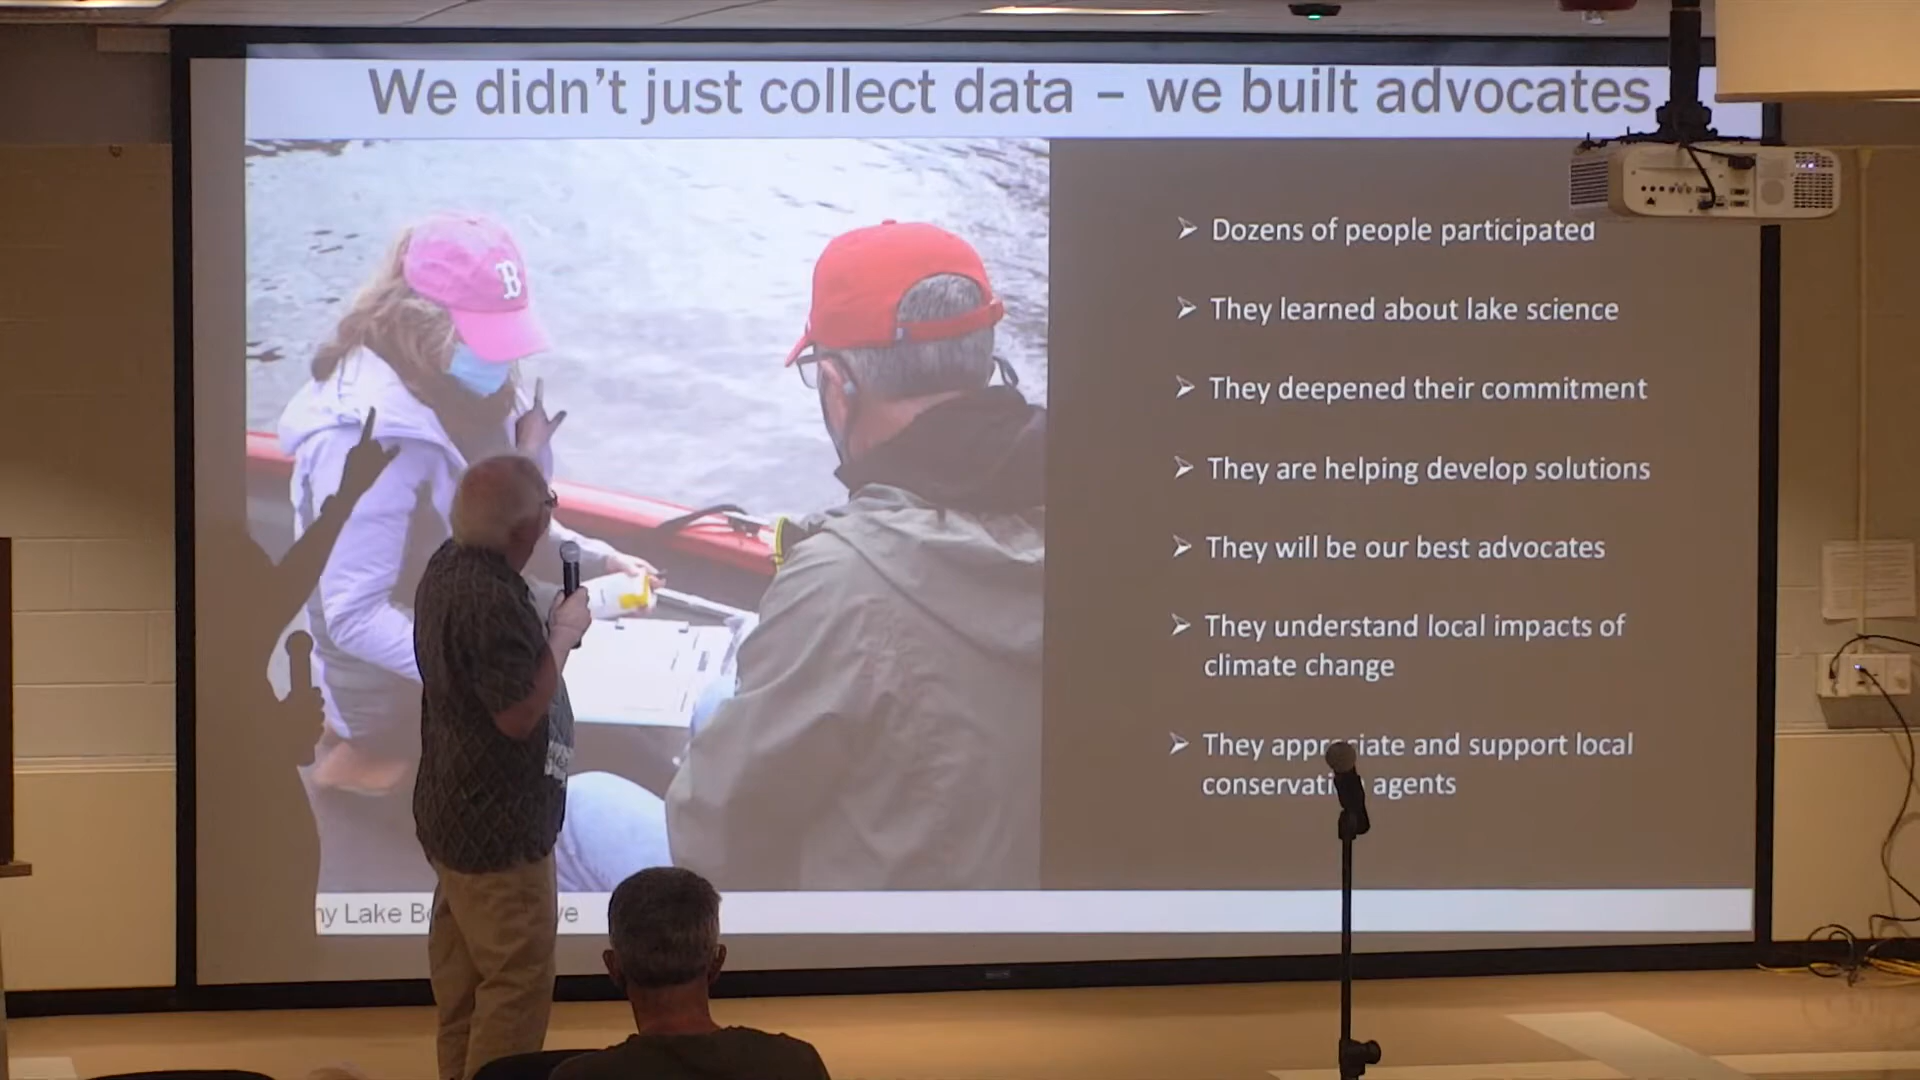 We didn't just collect data – we built advocates
B
➢ Dozens of people participated
➢ They learned about lake science
➢ They deepened their commitment
➢ They are helping develop solutions
➢ They will be our best advocates
➢ They understand local impacts of
climate change
➢ They appreciate and support local
conservation agents
Lake